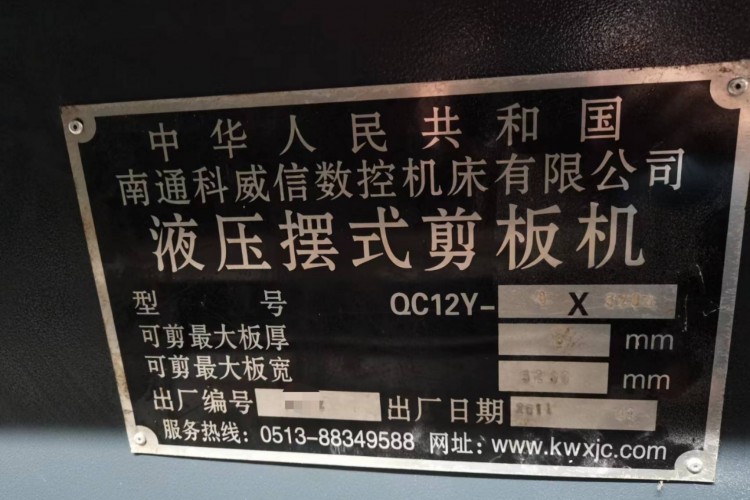 中华人民共和国
南通科威信数控机床有限公司
液压摆式剪板机
型号 QC12Y- X
可剪最大板厚 mm
可剪最大板宽 mm
出厂编号 出厂日期 2011
服务热线：0513-88349588 网址：www.kwxjc.com